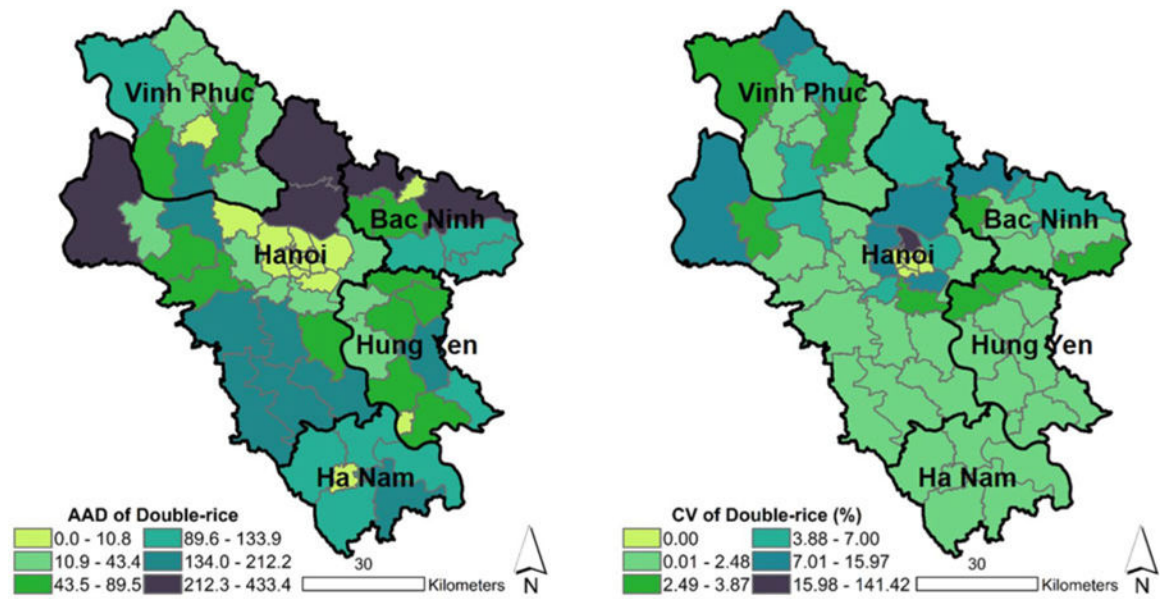 Vinh Phuc
Bac Ninh
Hanoi
Hung Yen
Ha Nam
AAD of Double-rice
0.0 - 10.8
89.6 - 133.9
10.9 - 43.4
134.0 - 212.2
43.5 - 89.5
212.3 - 433.4
30
Kilometers
N
Vinh Phuc
Bac Ninh
Hanoi
Hung Yen
Ha Nam
CV of Double-rice (%)
0.00
3.88 - 7.00
0.01 - 2.48
7.01 - 15.97
2.49 - 3.87
15.98 - 141.42
30
Kilometers
N